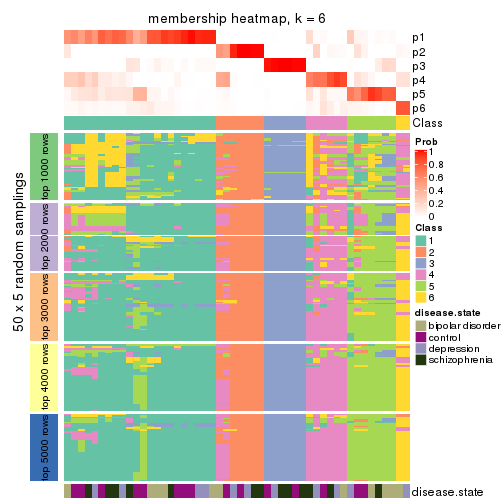 membership heatmap, k = 6
p1
p2
p3
p4
p5
p6
Class
50 x 5 random samplings
top 1000 rows
top 2000 rows
top 3000 rows
top 4000 rows
top 5000 rows
Prob
1
0.8
0.6
0.4
0.2
0
Class
1
2
3
4
5
6
disease.state
bipolar disorder
control
depression
schizophrenia
disease.state